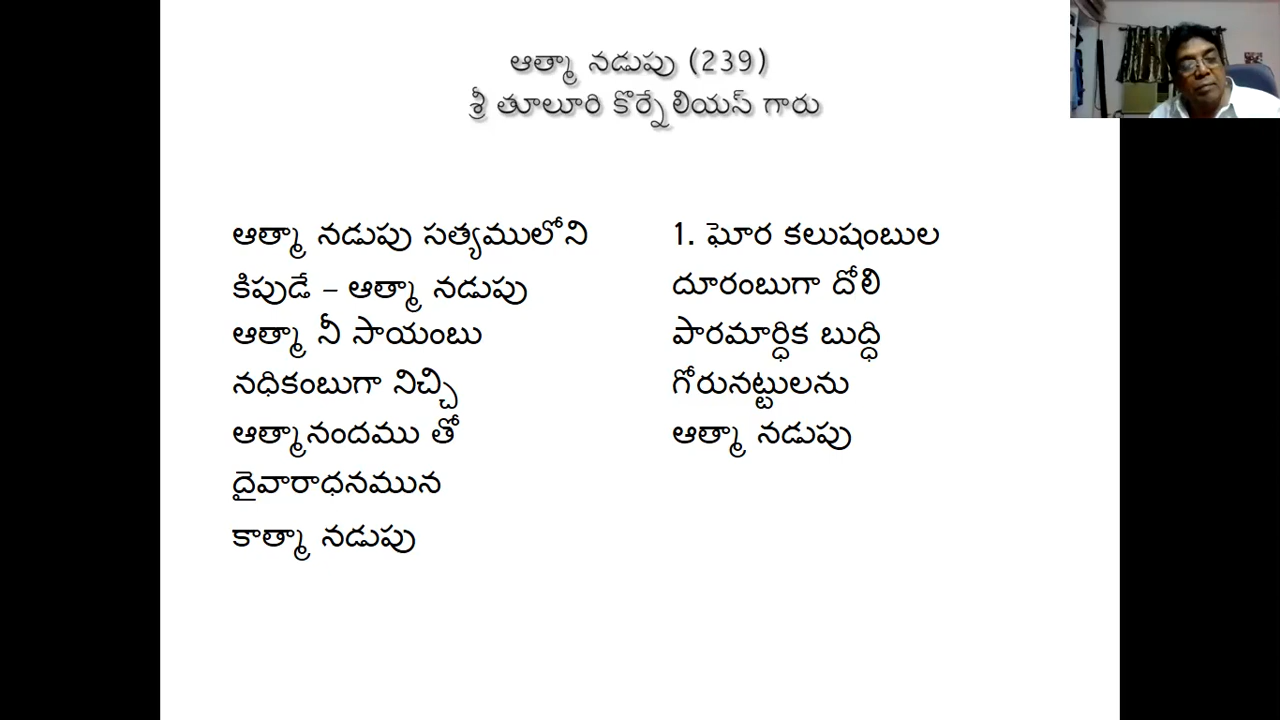 ఆత్మా నడుపు (239)
శ్రీ తూలూరి కొర్నేలియస్ గారు
ఆత్మా నడుపు సత్యములోని
కిపుడే – ఆత్మా నడుపు
ఆత్మా నీ సాయంబు
నధికంబుగా నిచ్చి
ఆత్మానందము తో
దైవారాధనమున
కాత్మా నడుపు
1. ఘోర కలుషంబుల
దూరంబుగా దోలి
పారమార్ధిక బుద్ధి
గోరునట్టులను
ఆత్మా నడుపు